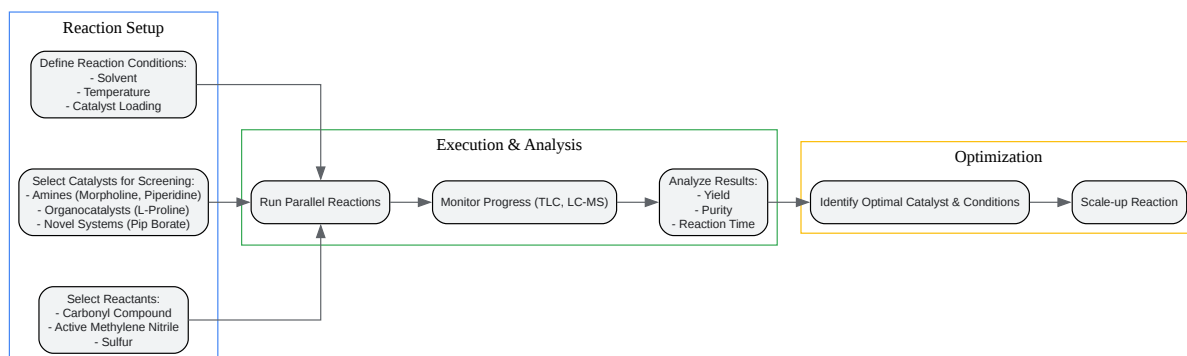 Reaction Setup
Define Reaction Conditions:
- Solvent
- Temperature
- Catalyst Loading
Select Catalysts for Screening:
- Amines (Morpholine, Piperidine)
- Organocatalysts (L-Proline)
- Novel Systems (Pip Borate)
Select Reactants:
- Carbonyl Compound
- Active Methylene Nitrile
- Sulfur
Execution & Analysis
Run Parallel Reactions
Monitor Progress (TLC, LC-MS)
Analyze Results:
- Yield
- Purity
- Reaction Time
Optimization
Identify Optimal Catalyst & Conditions
Scale-up Reaction